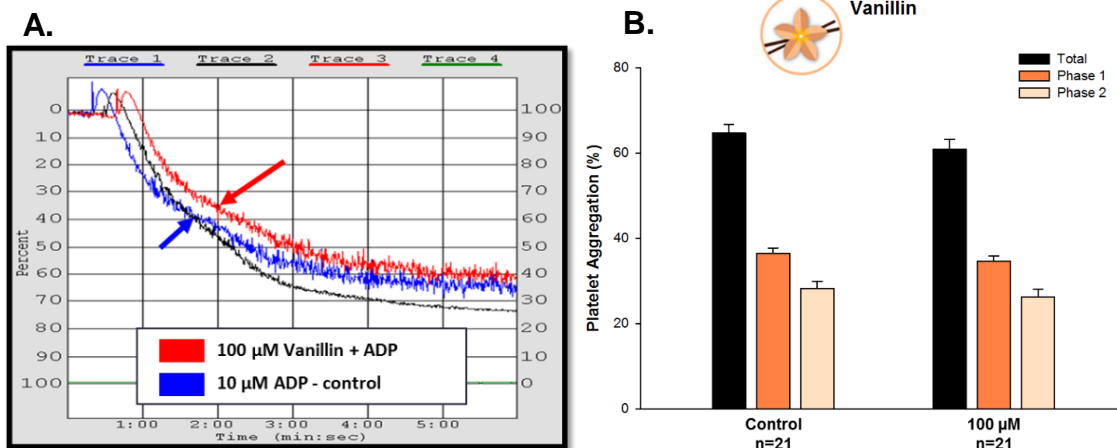 A.
Trace 1 Trace 2 Trace 3 Trace 4
0 100
10 90
20 80
30 70
40 60
50 50
60 40
70 30
80 20
90 10
100 0
Percent
100 µM Vanillin + ADP
10 µM ADP - control
1:00 2:00 3:00 4:00 5:00
Time (min:sec)
B.
Vanillin
Total
Phase 1
Phase 2
80
60
40
20
0
Platelet Aggregation (%)
Control 100 µM
n=21 n=21